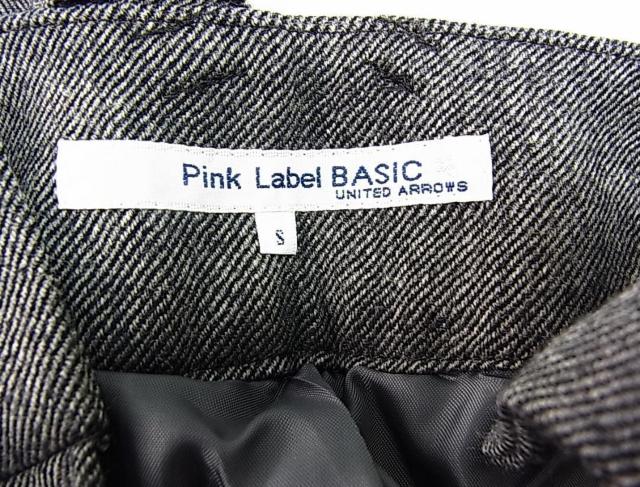 Pink Label BASIC
UNITED ARROWS
S